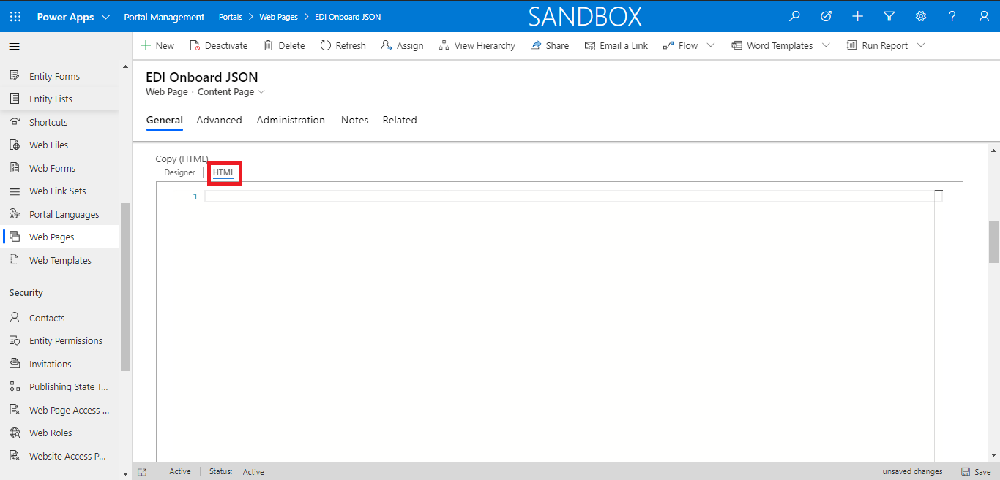 Power Apps Portal Management Portals Web Pages EDI Onboard JSON SANDBOX
New Deactivate Delete Refresh Assign View Hierarchy Share Email a Link Flow Word Templates Run Report
Entity Forms
Entity Lists
Shortcuts
Web Files
Web Forms
Web Link Sets
Portal Languages
Web Pages
Web Templates
Security
Contacts
Entity Permissions
Invitations
Publishing State T...
Web Page Access ...
Web Roles
Website Access P...
EDI Onboard JSON
Web Page · Content Page
General Advanced Administration Notes Related
Copy (HTML)
Designer HTML
1
Active Status: Active unsaved changes Save